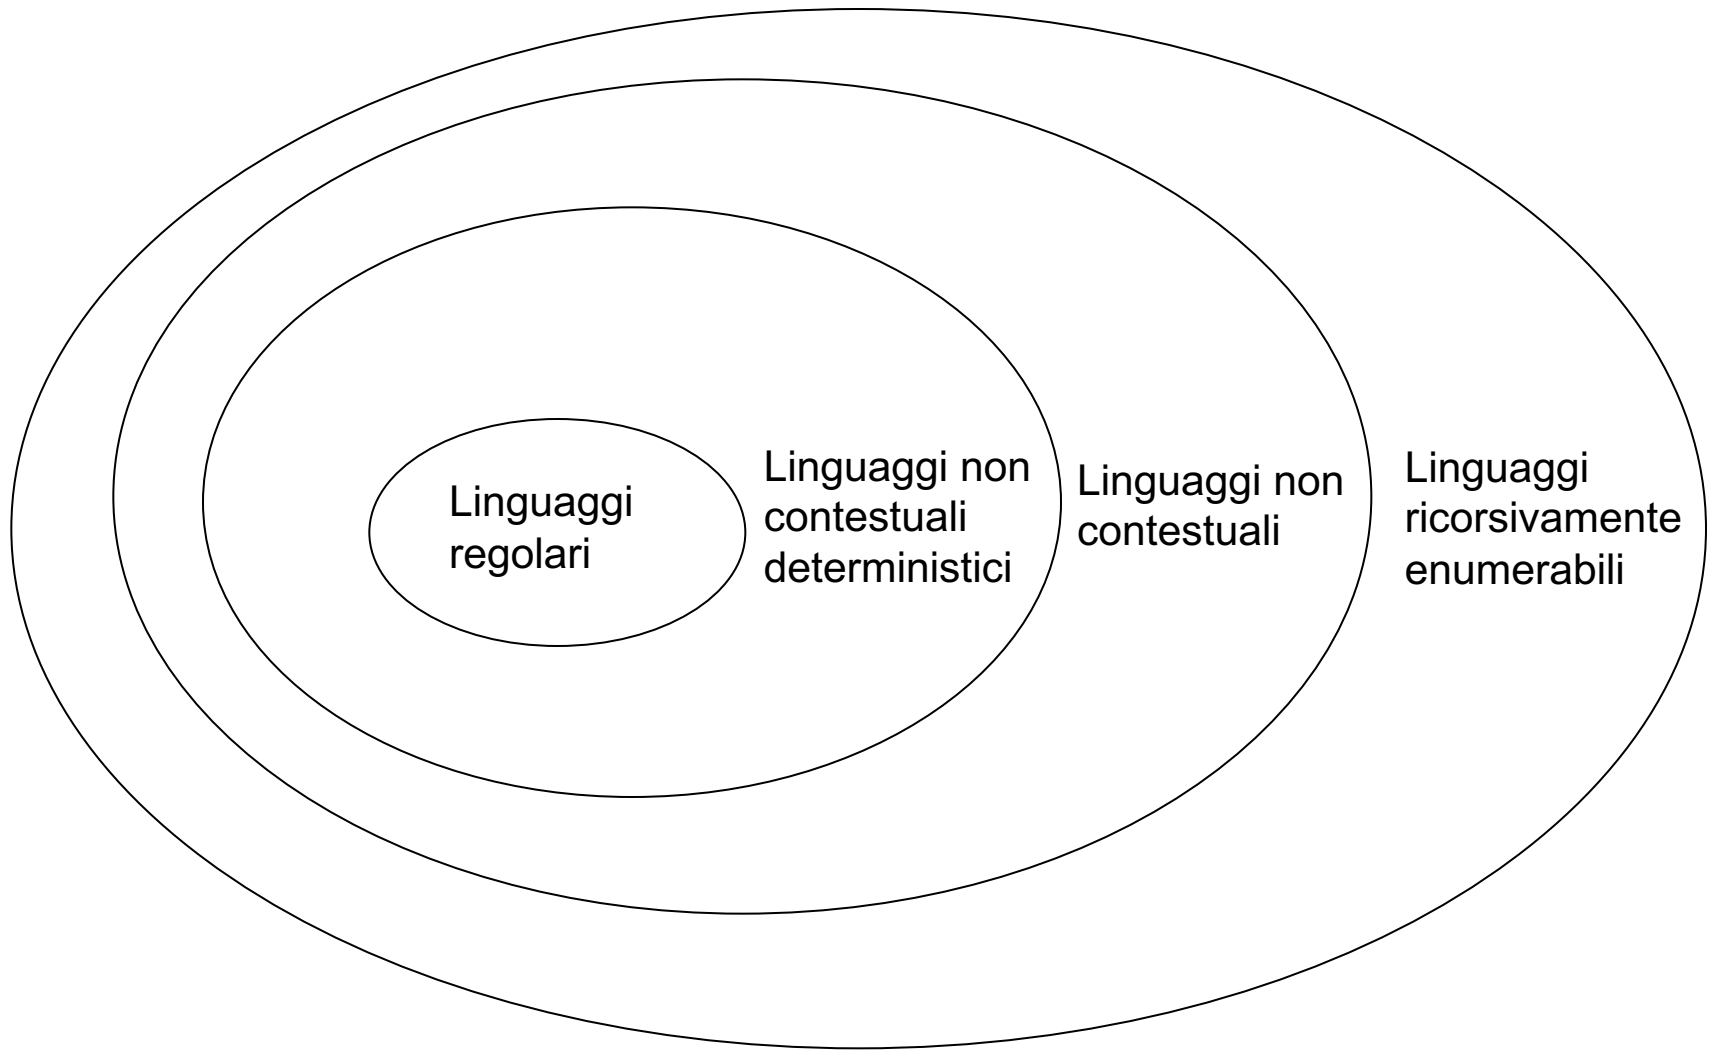 Linguaggi
regolari
Linguaggi non
contestuali
deterministici
Linguaggi non
contestuali
Linguaggi
ricorsivamente
enumerabili